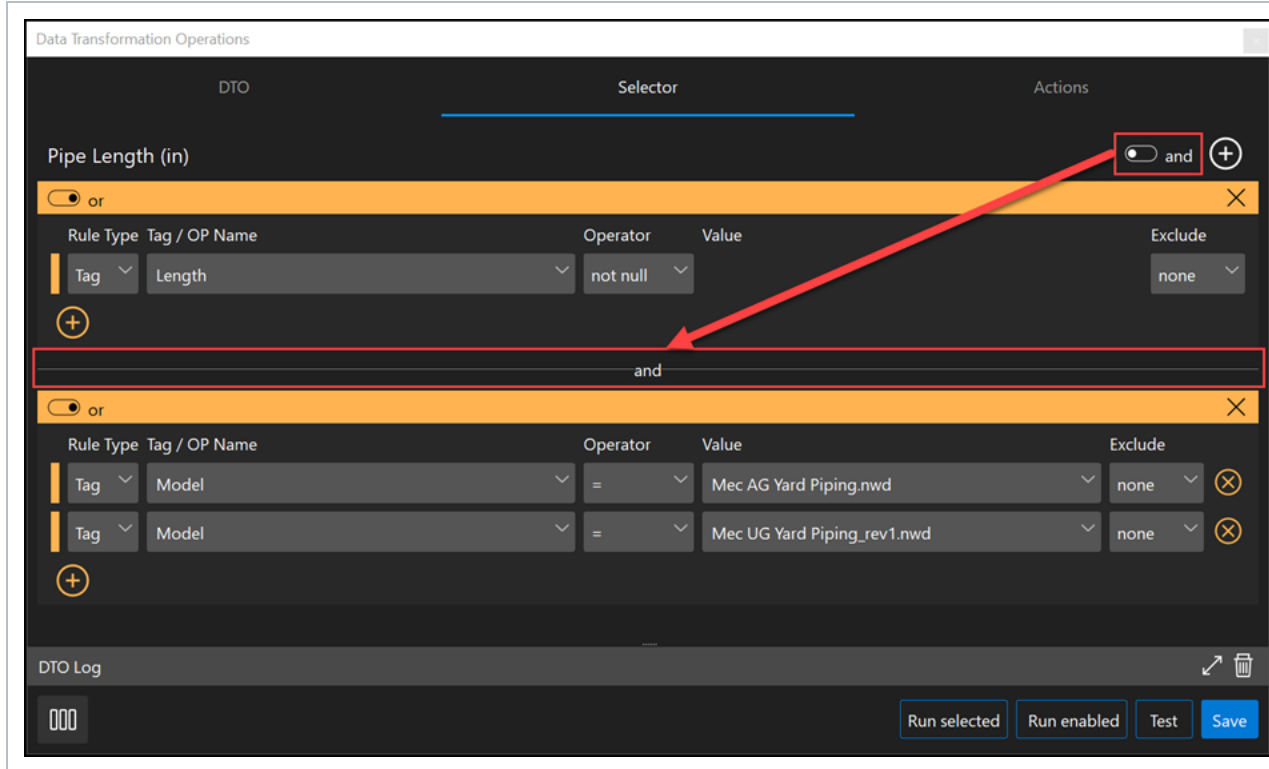 Data Transformation Operations
DTO Selector Actions
Pipe Length (in) and
or
Rule Type Tag / OP Name Operator Value Exclude
Tag Length not null none
and
or
Rule Type Tag / OP Name Operator Value Exclude
Tag Model = Mec AG Yard Piping.nwd none
Tag Model = Mec UG Yard Piping_rev1.nwd none
DTO Log
Run selected Run enabled Test Save